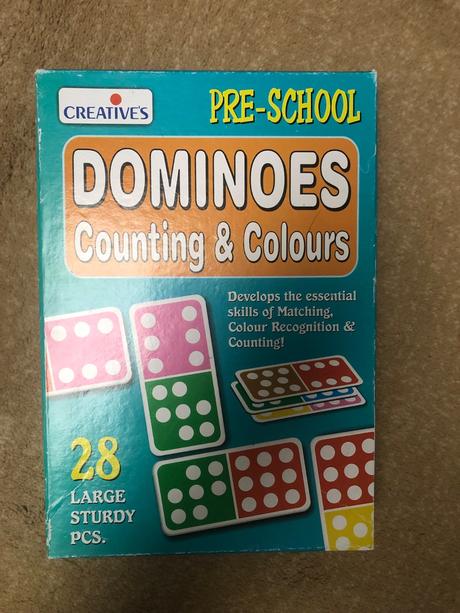 CREATIVE'S
PRE-SCHOOL
DOMINOES
Counting & Colours
Develops the essential
skills of Matching,
Colour Recognition &
Counting!
28
LARGE
STURDY
PCS.